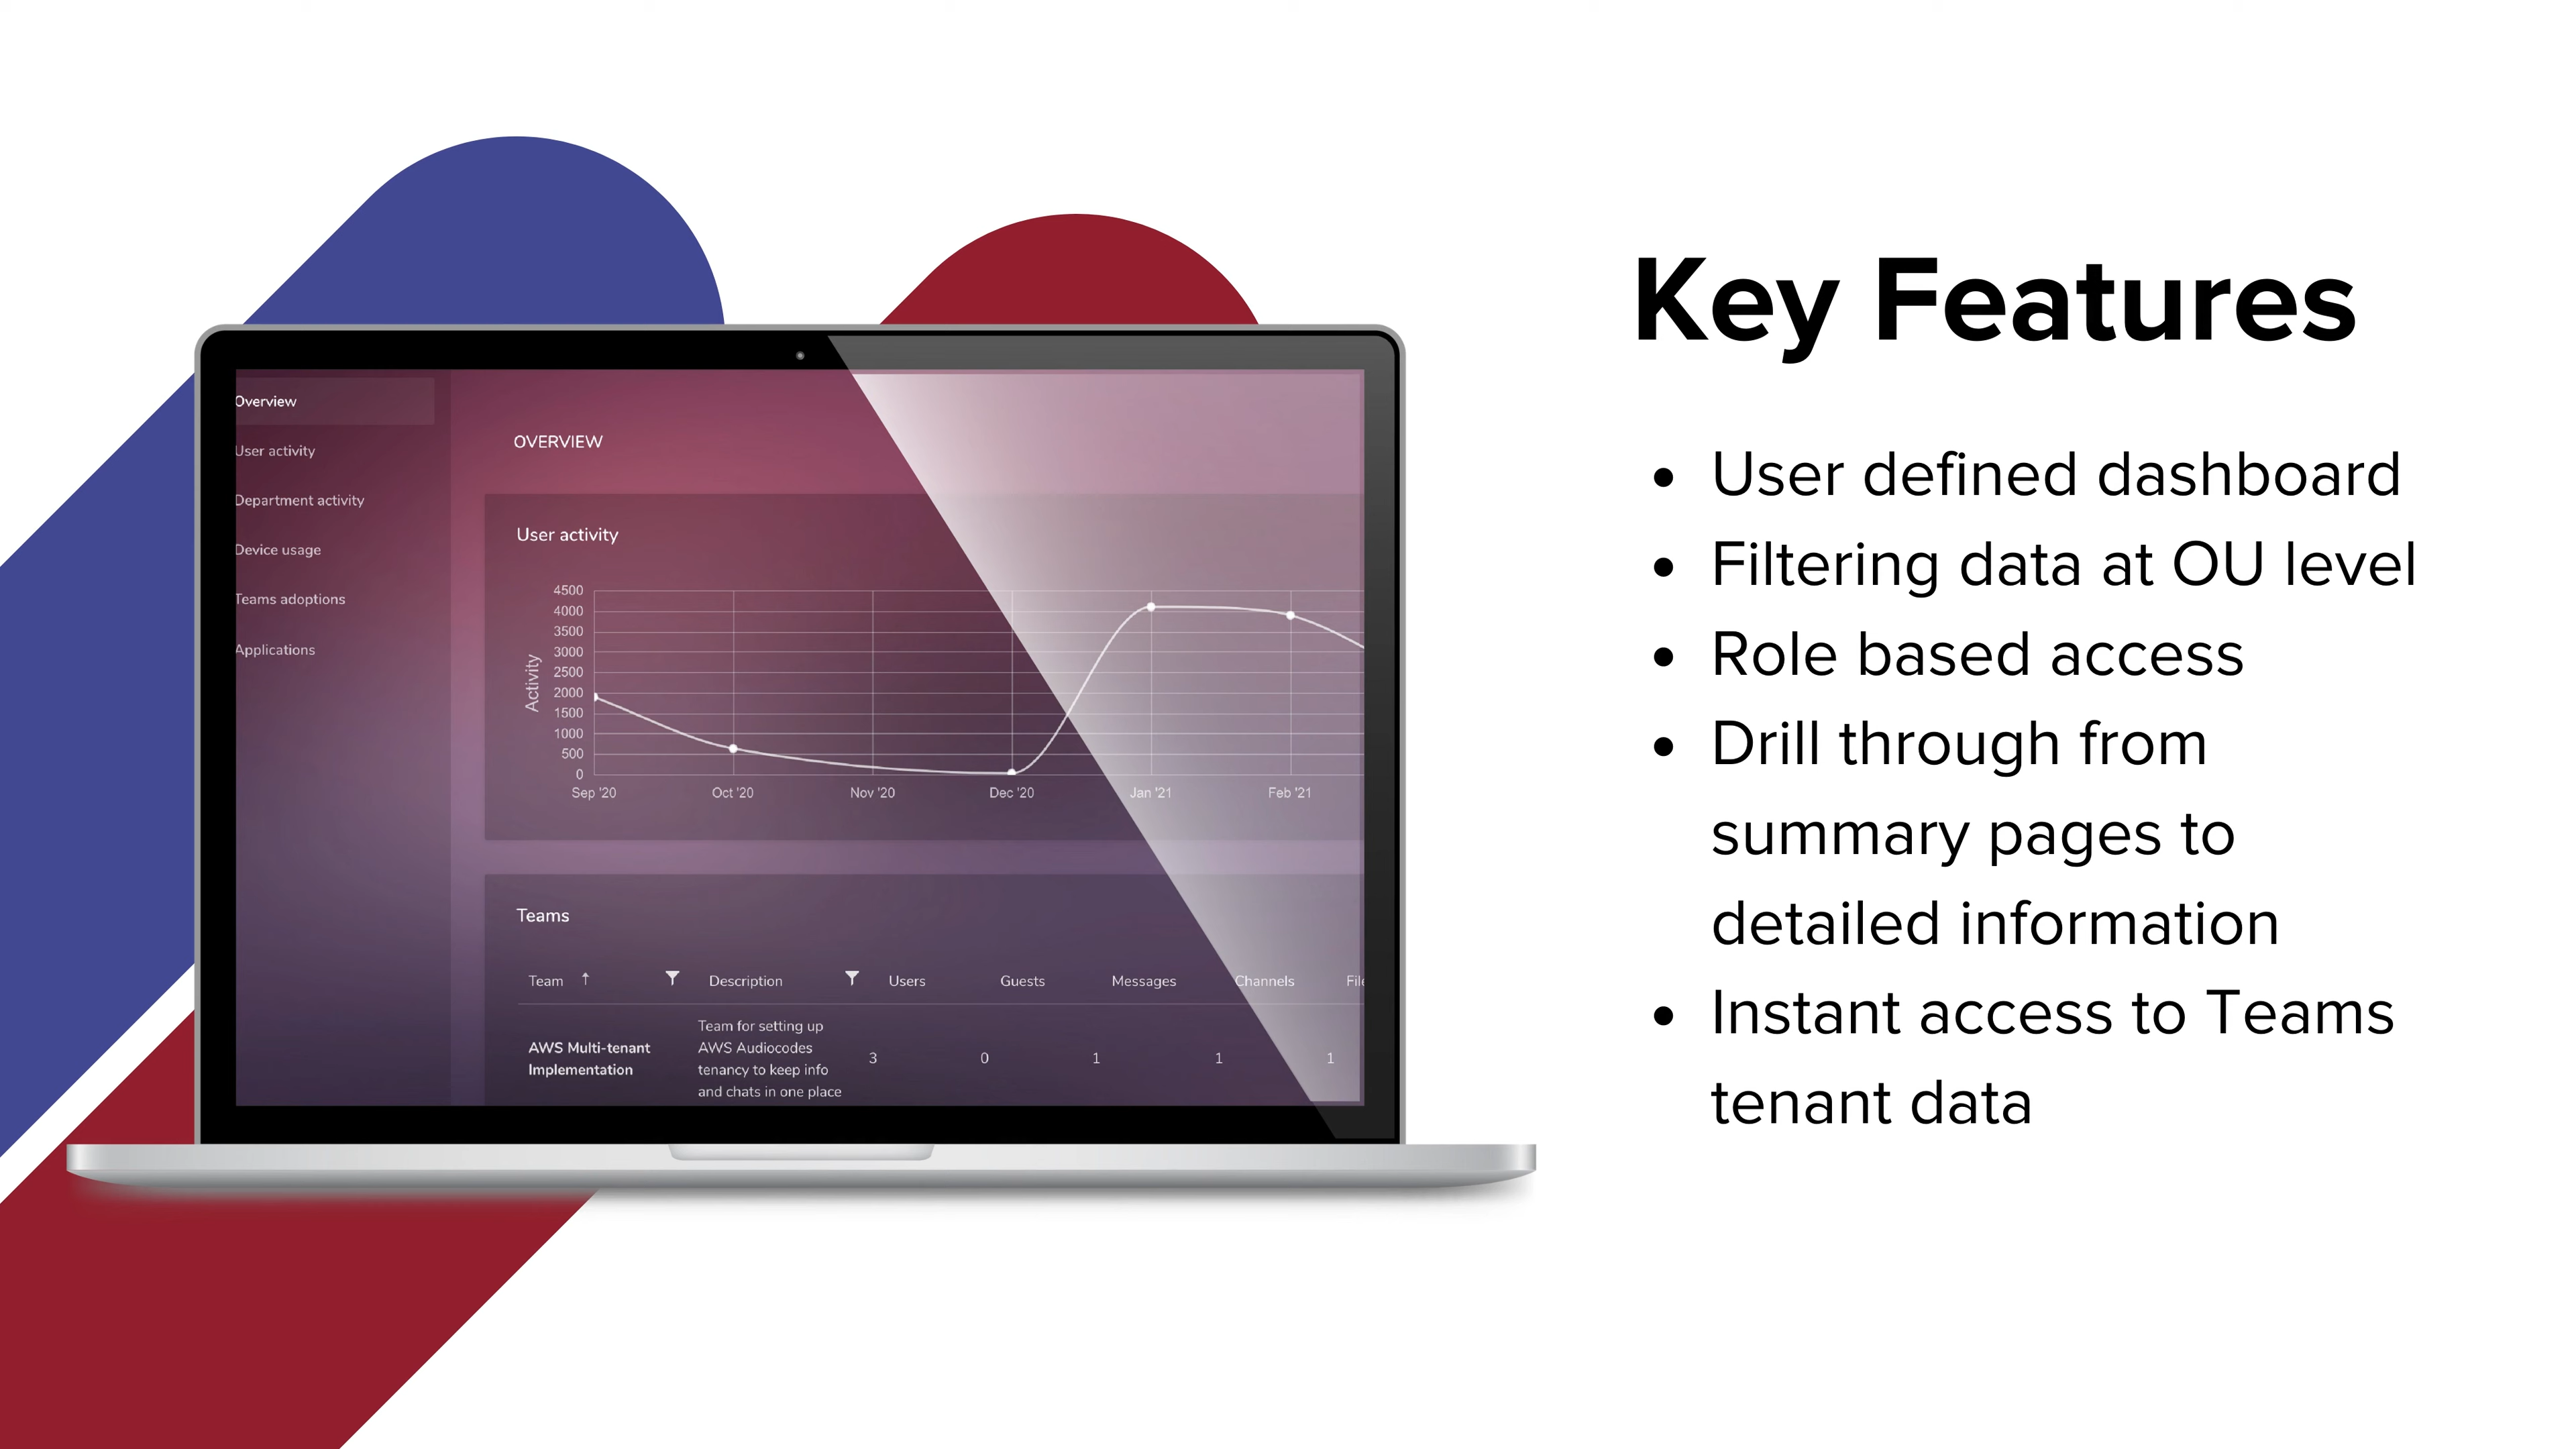 Key Features
• User defined dashboard
• Filtering data at OU level
• Role based access
• Drill through from
summary pages to
detailed information
• Instant access to Teams
tenant data
Overview
User activity
Department activity
Device usage
Teams adoptions
Applications
OVERVIEW
User activity
Activity
4500
4000
3500
3000
2500
2000
1500
1000
500
0
Sep '20 Oct '20 Nov '20 Dec '20 Jan '21 Feb '21
Teams
Team Description Users Guests Messages Channels
AWS Multi-tenant
Implementation
Team for setting up
AWS Audiocodes
tenancy to keep info
and chats in one place
3 0 1 1 1